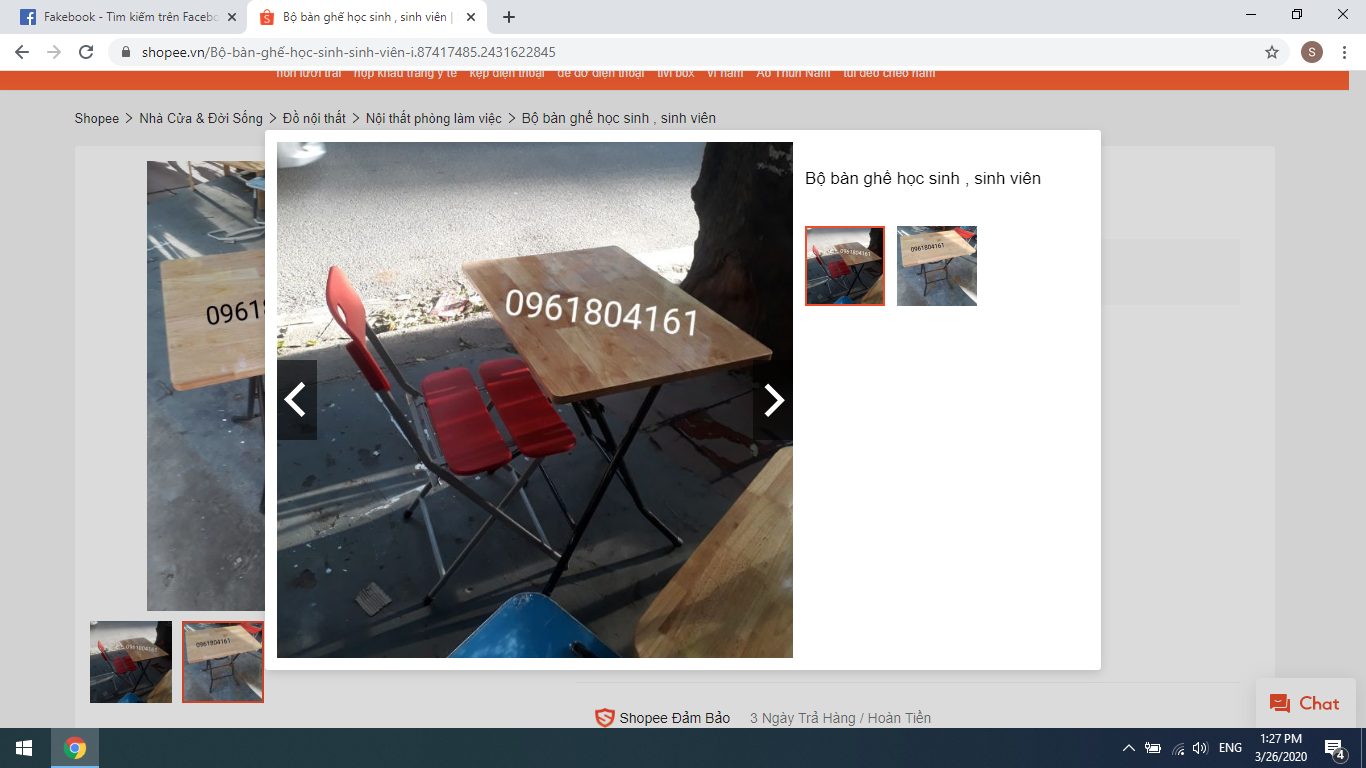 Fakebook - Tìm kiếm trên Facebo
Bộ bàn ghế học sinh , sinh viên |
shopee.vn/Bộ-bàn-ghế-học-sinh-sinh-viên-i.87417485.2431622845
S
nón lưỡi trai hộp khẩu trang y tế kẹp điện thoại đế đỡ điện thoại tivi box Ví nam Áo Thun Nam túi đeo chéo nam
Shopee > Nhà Cửa & Đời Sống > Đồ nội thất > Nội thất phòng làm việc > Bộ bàn ghế học sinh , sinh viên
Bộ bàn ghế học sinh , sinh viên
0961804161
0961804161
0961804161
09618
0961804161
0961804161
Chat
Shopee Đảm Bảo 3 Ngày Trả Hàng / Hoàn Tiền
ENG
1:27 PM
3/26/2020
4